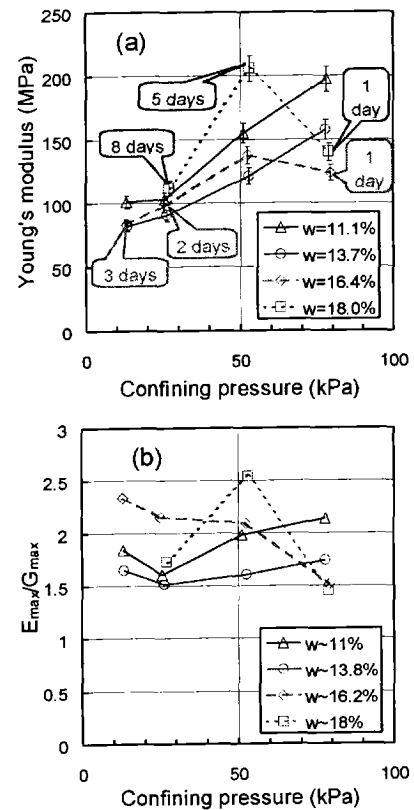 (a)
250
200
150
100
50
0
Young's modulus (MPa)
5 days
1
day
8 days
1
day
2 days
3 days
w=11.1%
w=13.7%
w=16.4%
w=18.0%
0 50 100
Confining pressure (kPa)
(b)
3
2.5
2
1.5
1
0.5
0
Emax/Gmax
w~11%
w~13.8%
w~16.2%
w~18%
0 50 100
Confining pressure (kPa)